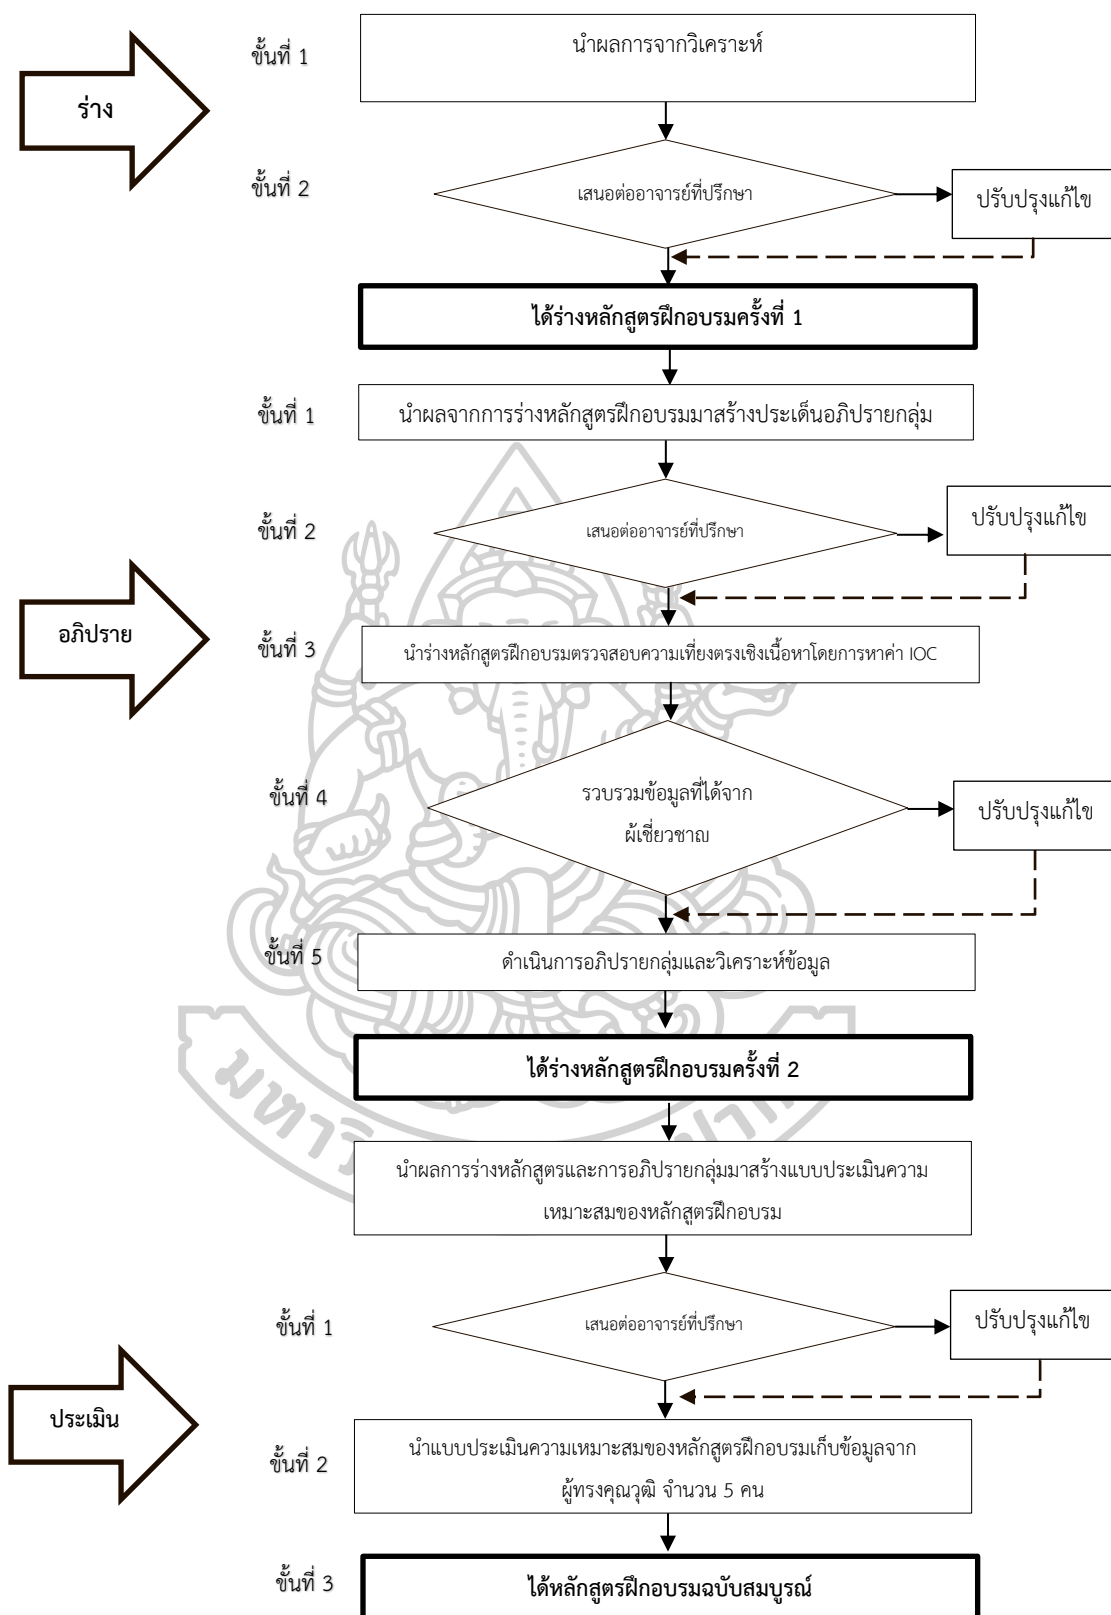 ร่าง
ขั้นที่ 1
นำผลการจากวิเคราะห์
ขั้นที่ 2
เสนอต่ออาจารย์ที่ปรึกษา
ปรับปรุงแก้ไข
ได้ร่างหลักสูตรฝึกอบรมครั้งที่ 1
ขั้นที่ 1
นำผลจากการร่างหลักสูตรฝึกอบรมมาสร้างประเด็นอภิปรายกลุ่ม
ขั้นที่ 2
เสนอต่ออาจารย์ที่ปรึกษา
ปรับปรุงแก้ไข
อภิปราย
ขั้นที่ 3
นำร่างหลักสูตรฝึกอบรมตรวจสอบความเที่ยงตรงเชิงเนื้อหาโดยการหาค่า IOC
ขั้นที่ 4
รวบรวมข้อมูลที่ได้จาก
ผู้เชี่ยวชาญ
ปรับปรุงแก้ไข
ขั้นที่ 5
ดำเนินการอภิปรายกลุ่มและวิเคราะห์ข้อมูล
ได้ร่างหลักสูตรฝึกอบรมครั้งที่ 2
นำผลการร่างหลักสูตรและการอภิปรายกลุ่มมาสร้างแบบประเมินความ
เหมาะสมของหลักสูตรฝึกอบรม
ขั้นที่ 1
เสนอต่ออาจารย์ที่ปรึกษา
ปรับปรุงแก้ไข
ประเมิน
ขั้นที่ 2
นำแบบประเมินความเหมาะสมของหลักสูตรฝึกอบรมเก็บข้อมูลจาก
ผู้ทรงคุณวุฒิ จำนวน 5 คน
ขั้นที่ 3
ได้หลักสูตรฝึกอบรมฉบับสมบูรณ์